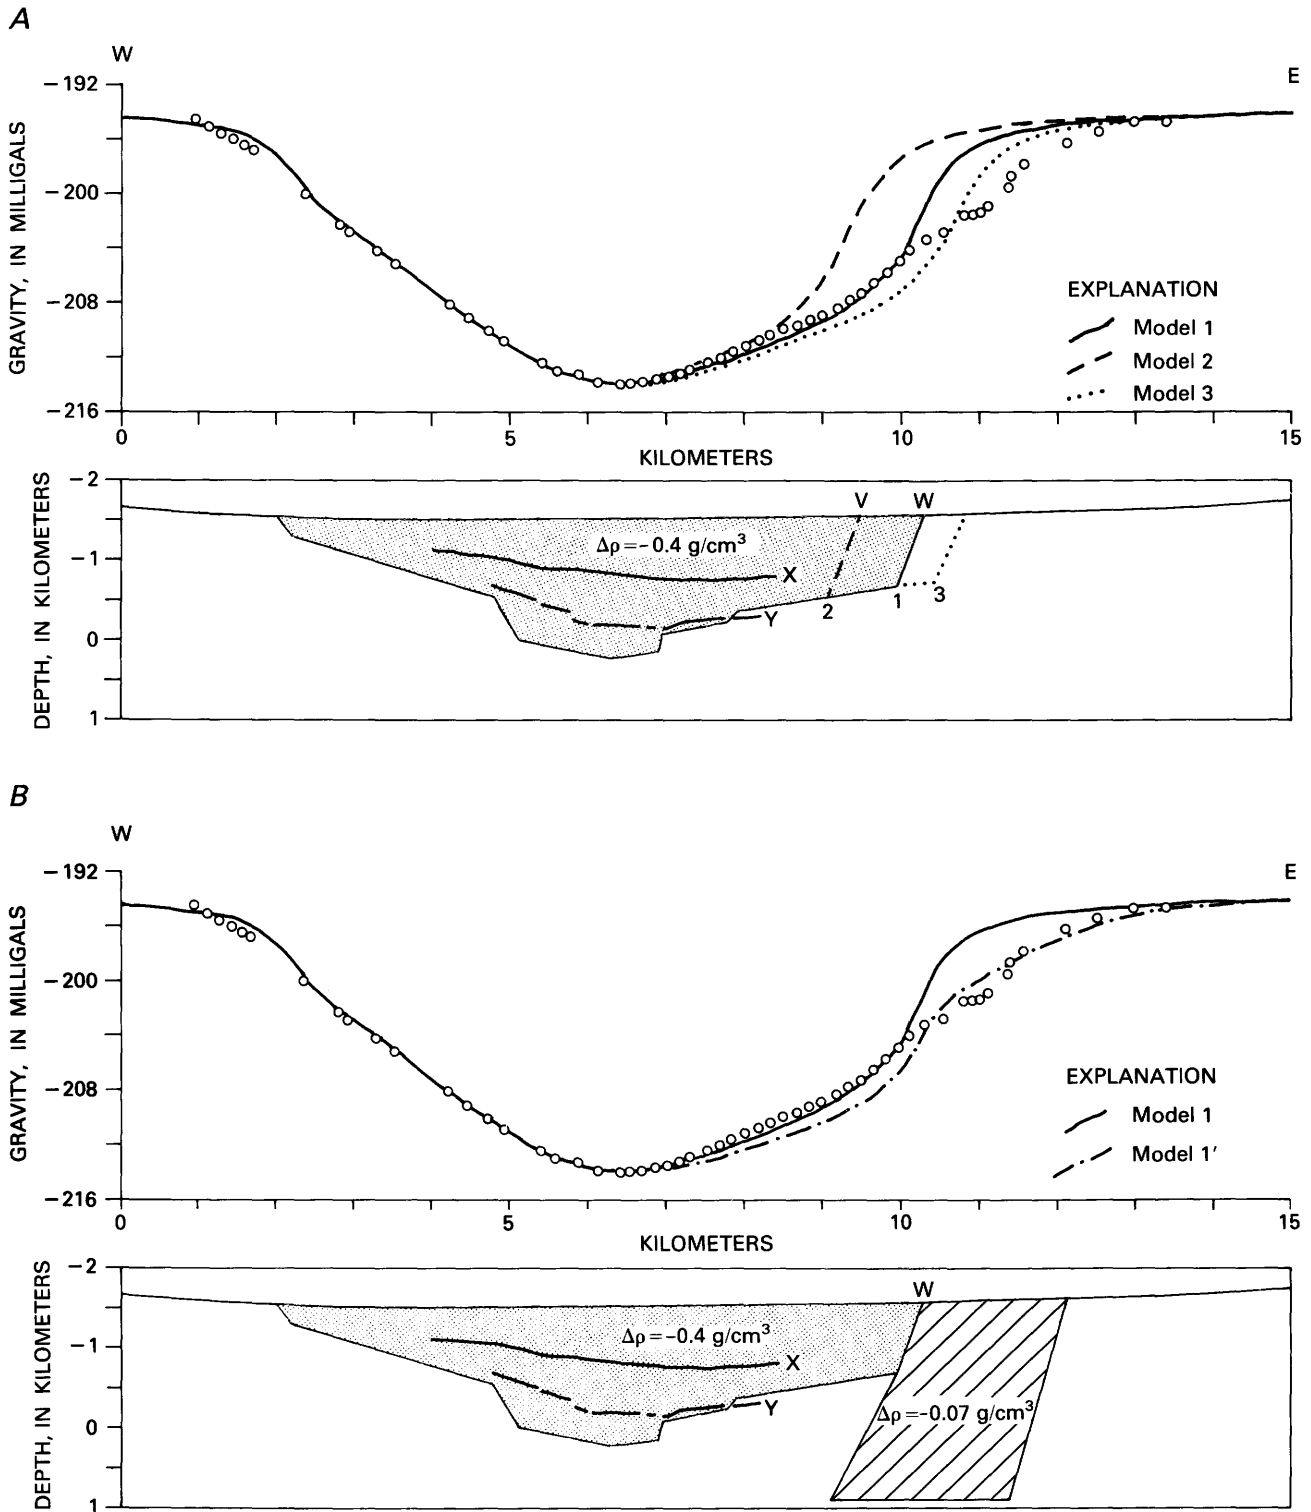 A
W
E
−192
−200
−208
−216
GRAVITY, IN MILLIGALS
EXPLANATION
Model 1
Model 2
Model 3
0 5 10 15
KILOMETERS
−2
−1
0
1
DEPTH, IN KILOMETERS
V W
Δρ=−0.4 g/cm³
X
Y
2 1 3
B
W
E
−192
−200
−208
−216
GRAVITY, IN MILLIGALS
EXPLANATION
Model 1
Model 1′
0 5 10 15
KILOMETERS
−2
−1
0
1
DEPTH, IN KILOMETERS
W
Δρ=−0.4 g/cm³
X
Y
Δρ=−0.07 g/cm³